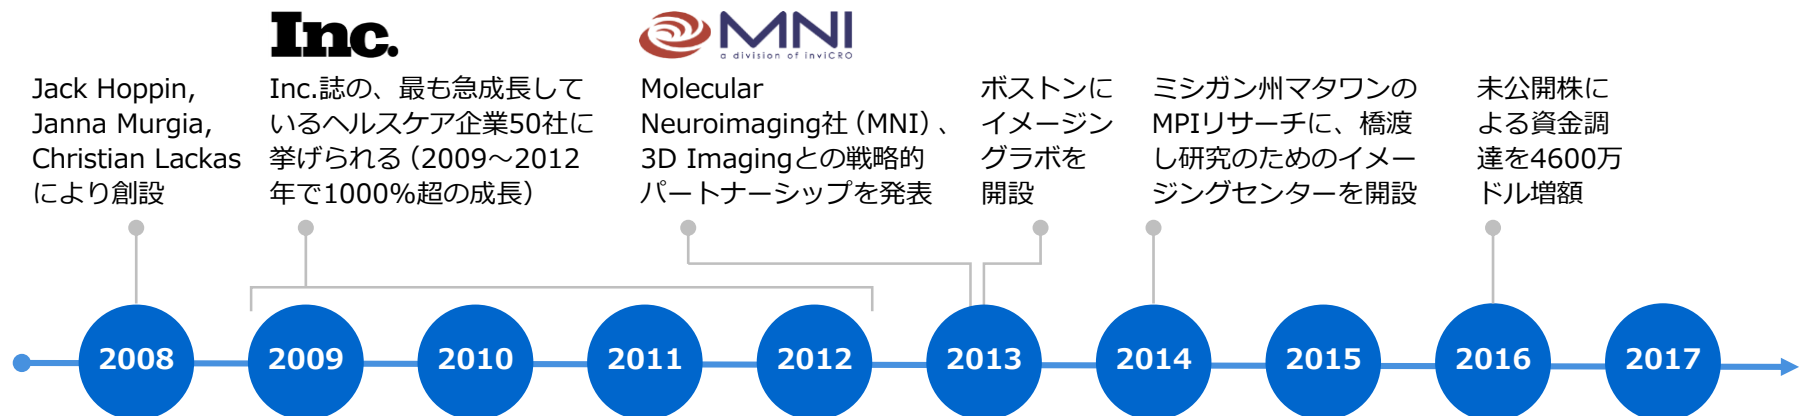 Inc.
MNI
a division of inviCRO
Jack Hoppin,
Janna Murgia,
Christian Lackas
により創設
Inc.誌の、最も急成長して
いるヘルスケア企業50社に
挙げられる（2009～2012
年で1000%超の成長）
Molecular
Neuroimaging社（MNI）、
3D Imagingとの戦略的
パートナーシップを発表
ボストンに
イメージン
グラボを
開設
ミシガン州マタワンの
MPIリサーチに、橋渡
し研究のためのイメー
ジングセンターを開設
未公開株に
よる資金調
達を4600万
ドル増額
2008
2009
2010
2011
2012
2013
2014
2015
2016
2017